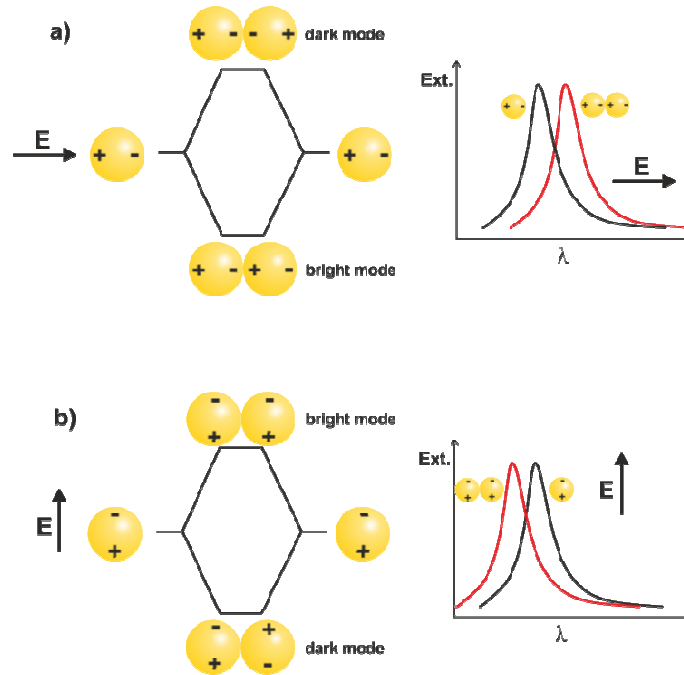 a)
+ - - +
dark mode
E
+ -
+ -
+ - + -
bright mode
Ext.
+ -
+ - + -
E
λ
b)
- -
+ +
bright mode
E
-
+
-
+
- +
+ -
dark mode
Ext.
- -
+ +
-
+
E
λ